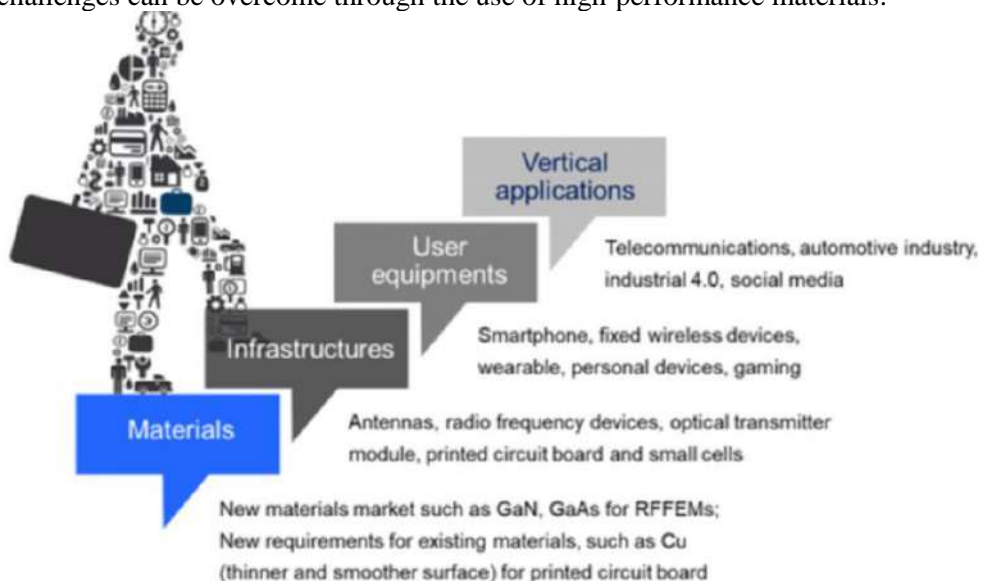 challenges can be overcome through the use of high-performance materials.
Vertical
applications
Telecommunications, automotive industry,
industrial 4.0, social media
User
equipments
Smartphone, fixed wireless devices,
wearable, personal devices, gaming
Infrastructures
Antennas, radio frequency devices, optical transmitter
module, printed circuit board and small cells
Materials
New materials market such as GaN, GaAs for RFFEMs;
New requirements for existing materials, such as Cu
(thinner and smoother surface) for printed circuit board